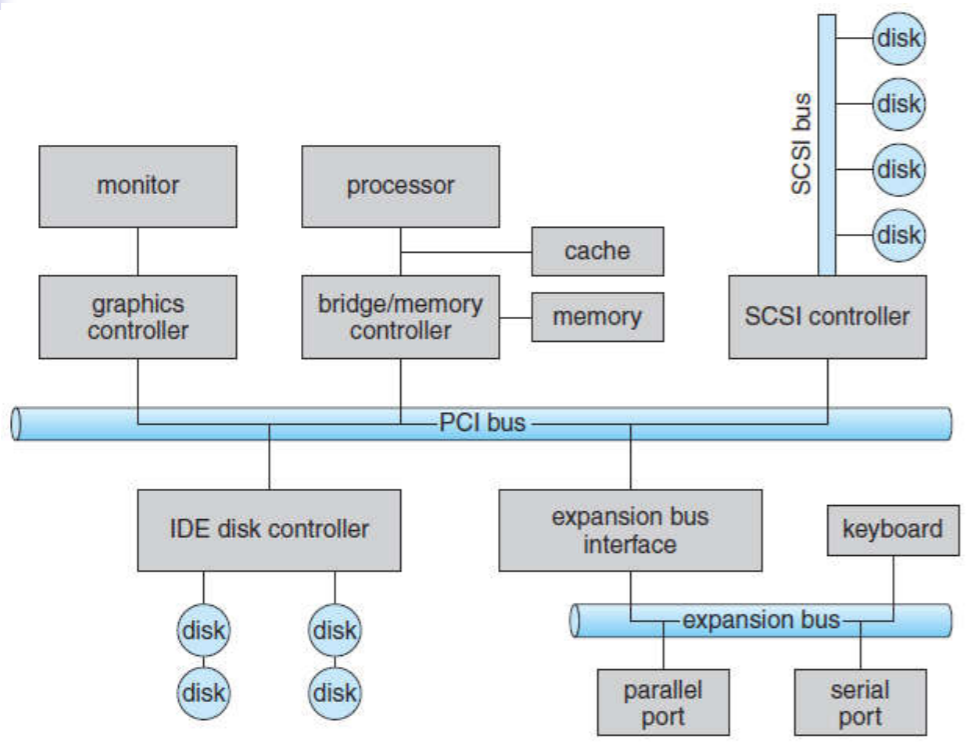 disk
disk
disk
disk
SCSI bus
monitor
processor
cache
graphics
controller
bridge/memory
controller
memory
SCSI controller
PCI bus
IDE disk controller
expansion bus
interface
keyboard
disk
disk
disk
disk
expansion bus
parallel
port
serial
port